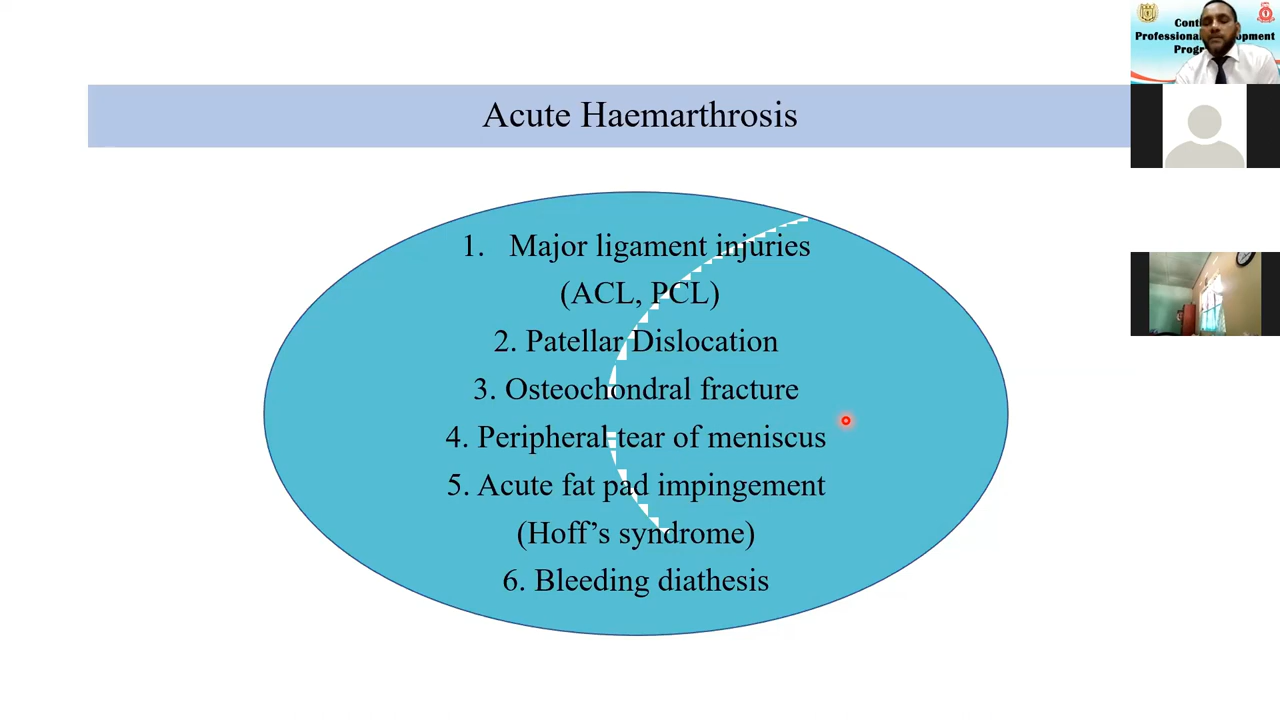 Acute Haemarthrosis
1. Major ligament injuries
(ACL, PCL)
2. Patellar Dislocation
3. Osteochondral fracture
4. Peripheral tear of meniscus
5. Acute fat pad impingement
(Hoff’s syndrome)
6. Bleeding diathesis